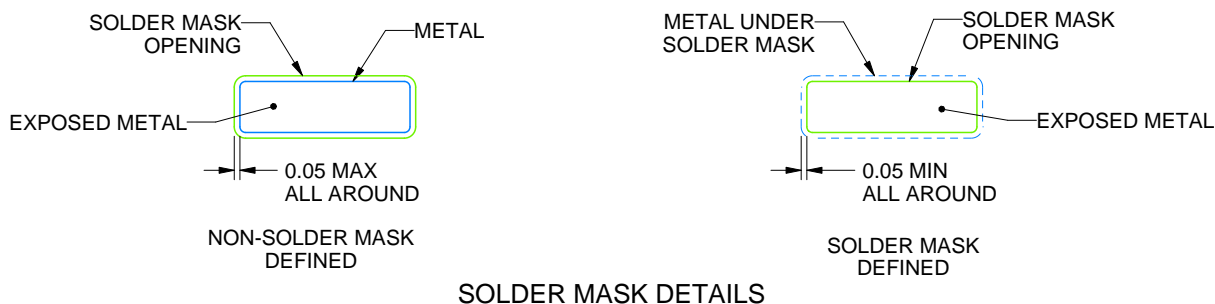 SOLDER MASK
OPENING
METAL
EXPOSED METAL
0.05 MAX
ALL AROUND
NON-SOLDER MASK
DEFINED
METAL UNDER
SOLDER MASK
SOLDER MASK
OPENING
EXPOSED METAL
0.05 MIN
ALL AROUND
SOLDER MASK
DEFINED
SOLDER MASK DETAILS